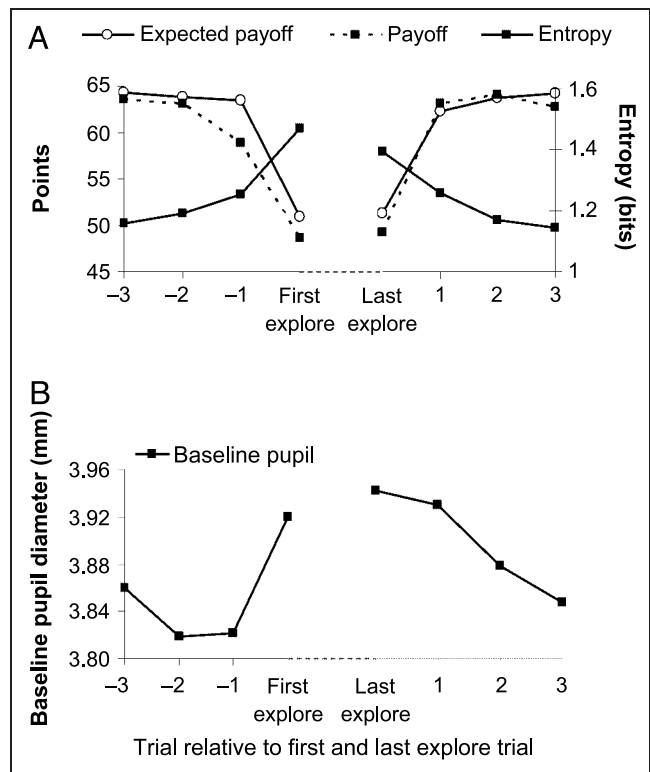 A
Expected payoff Payoff Entropy
65
60
55
50
45
Points
1.6
1.4
1.2
1
Entropy (bits)
–3 –2 –1 First explore Last explore 1 2 3
B
Baseline pupil
3.96
3.92
3.88
3.84
3.80
Baseline pupil diameter (mm)
–3 –2 –1 First explore Last explore 1 2 3
Trial relative to first and last explore trial